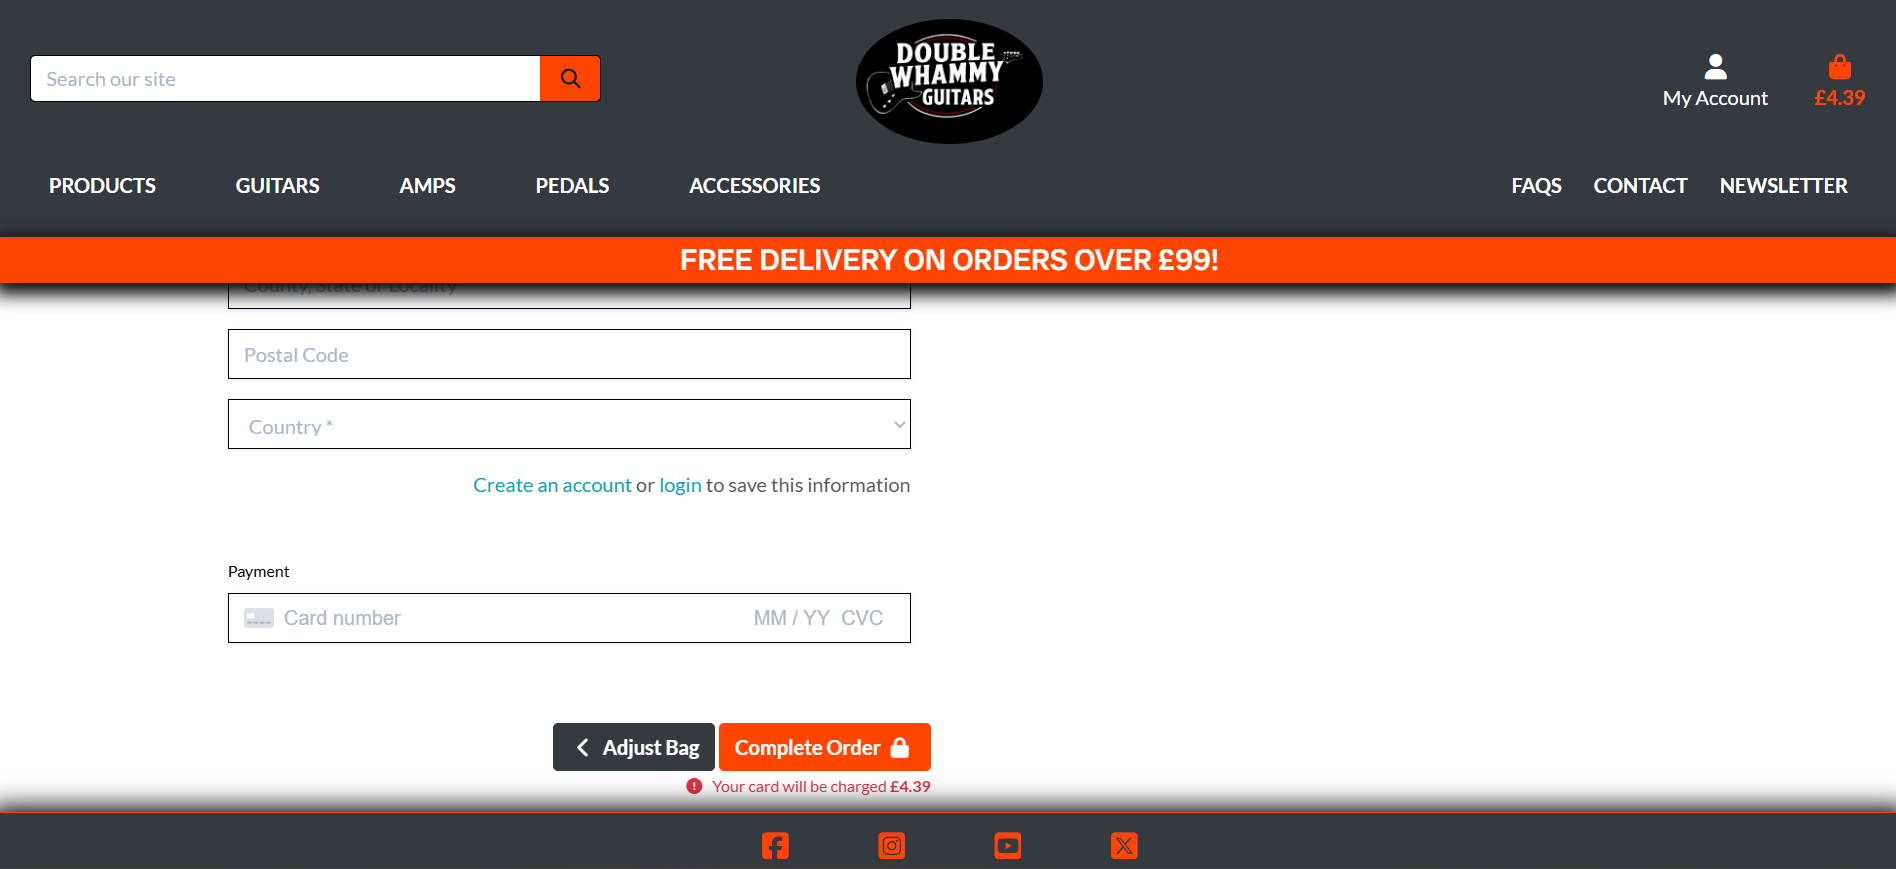 Search our site
DOUBLE
WHAMMY
GUITARS
My Account
£4.39
PRODUCTS
GUITARS
AMPS
PEDALS
ACCESSORIES
FAQS
CONTACT
NEWSLETTER
FREE DELIVERY ON ORDERS OVER £99!
County, State or Locality
Postal Code
Country *
Create an account or login to save this information
Payment
Card number MM / YY CVC
Adjust Bag
Complete Order
Your card will be charged £4.39